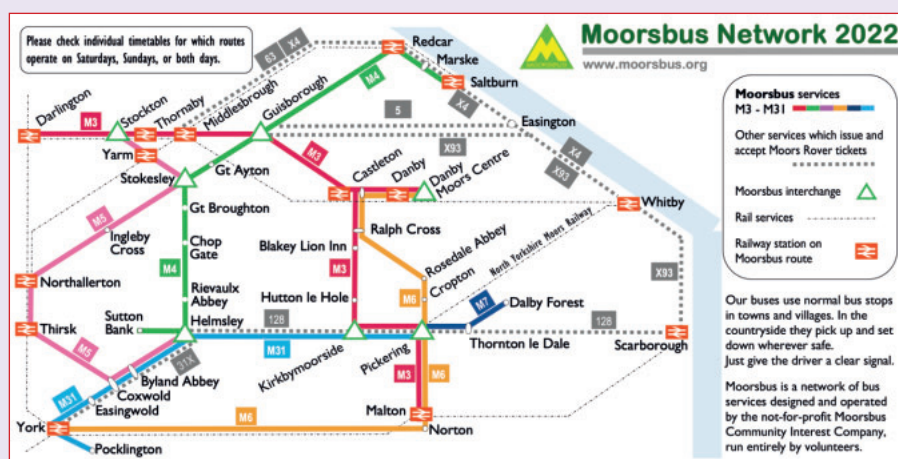 Moorsbus Network 2022
www.moorsbus.org
Please check individual timetables for which routes
operate on Saturdays, Sundays, or both days.
63
X4
Redcar
Marske
Saltburn
M4
Guisborough
Middlesbrough
Thornaby
Stockton
Darlington
M3
Yarm
Stokesley
Gt Ayton
5
X4
Easington
X93
X4
X93
M3
Castleton
Danby
Danby
Moors Centre
Whitby
Gt Broughton
M5
Ingleby
Cross
Chop
Gate
Ralph Cross
Blakey Lion Inn
Rosedale Abbey
Cropton
North Yorkshire Moors Railway
X93
Northallerton
M4
Rievaulx
Abbey
M3
M6
M7
Dalby Forest
Hutton le Hole
Thirsk
Sutton
Bank
Helmsley
128
128
Thornton le Dale
Scarborough
M5
31X
M31
Kirkbymoorside
Pickering
Byland Abbey
Coxwold
Easingwold
M31
M3
M6
Malton
York
M6
Norton
Pocklington
Moorsbus services
M3 - M31
Other services which issue and
accept Moors Rover tickets
Moorsbus interchange
Rail services
Railway station on
Moorsbus route
Our buses use normal bus stops
in towns and villages. In the
countryside they pick up and set
down wherever safe.
Just give the driver a clear signal.
Moorsbus is a network of bus
services designed and operated
by the not-for-profit Moorsbus
Community Interest Company,
run entirely by volunteers.